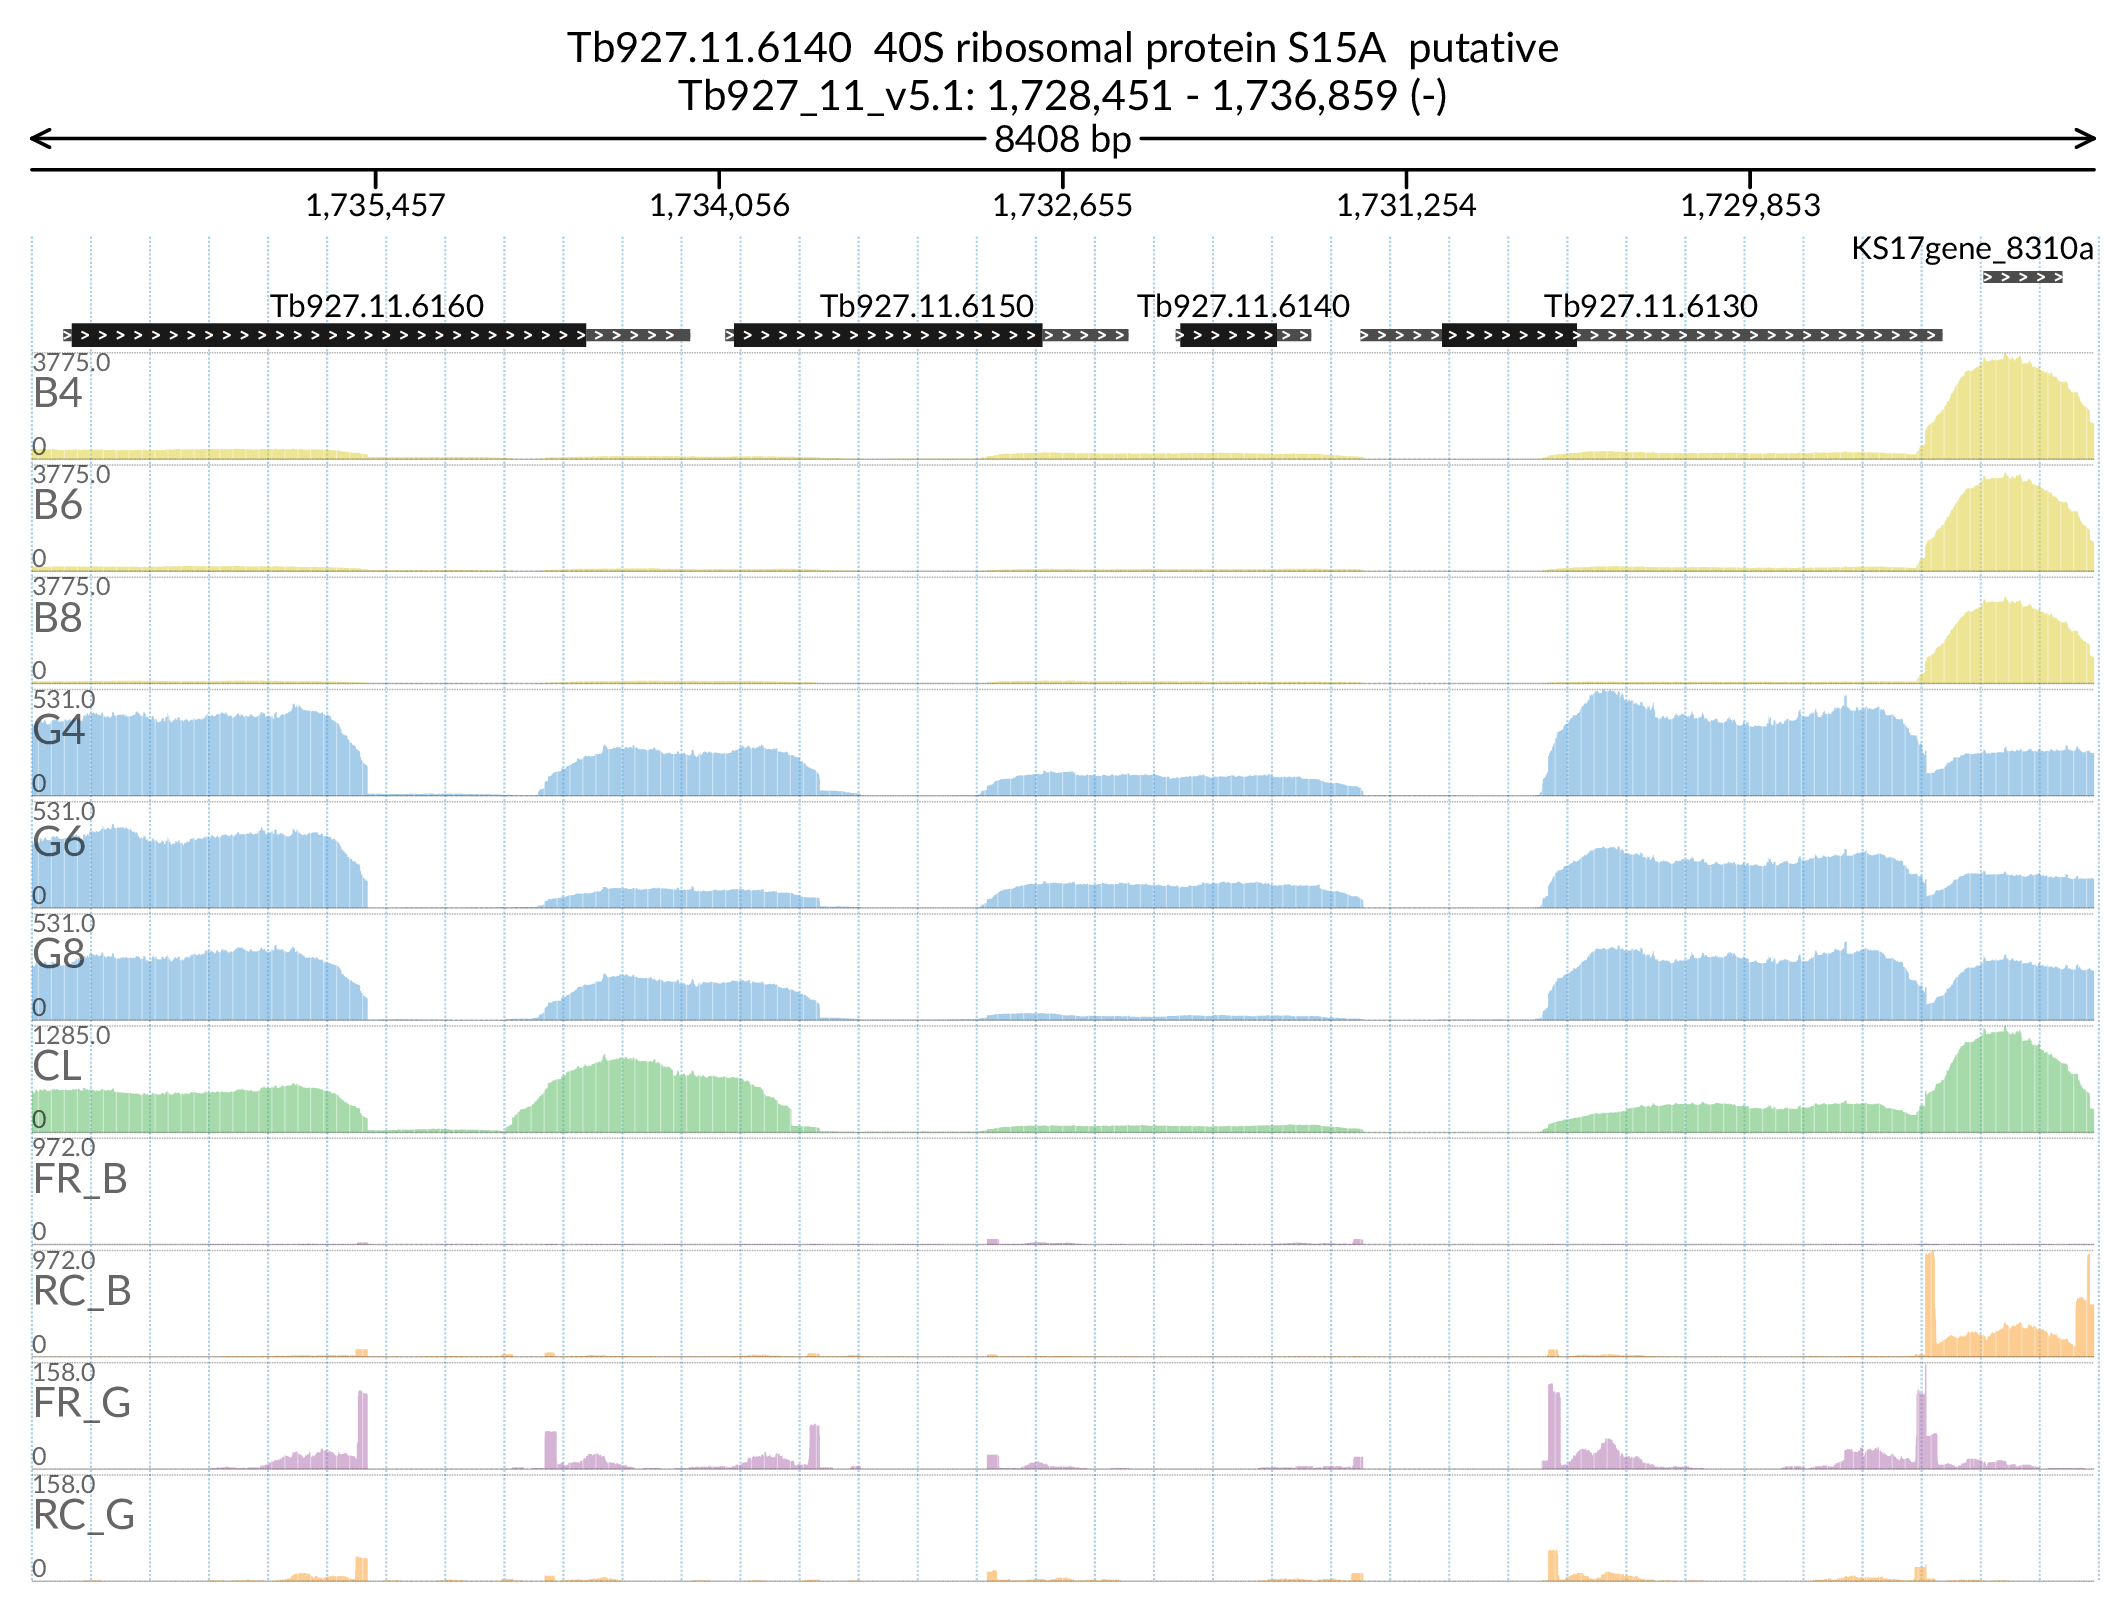 Tb927.11.6140  40S ribosomal protein S15A  putative
Tb927_11_v5.1: 1,728,451 - 1,736,859 (-)
8408 bp
1,735,457 1,734,056 1,732,655 1,731,254 1,729,853
KS17gene_8310a
Tb927.11.6160 Tb927.11.6150 Tb927.11.6140 Tb927.11.6130
3775.0
B4
0
3775.0
B6
0
3775.0
B8
0
531.0
G4
0
531.0
G6
0
531.0
G8
0
1285.0
CL
0
972.0
FR_B
0
972.0
RC_B
0
158.0
FR_G
0
158.0
RC_G
0